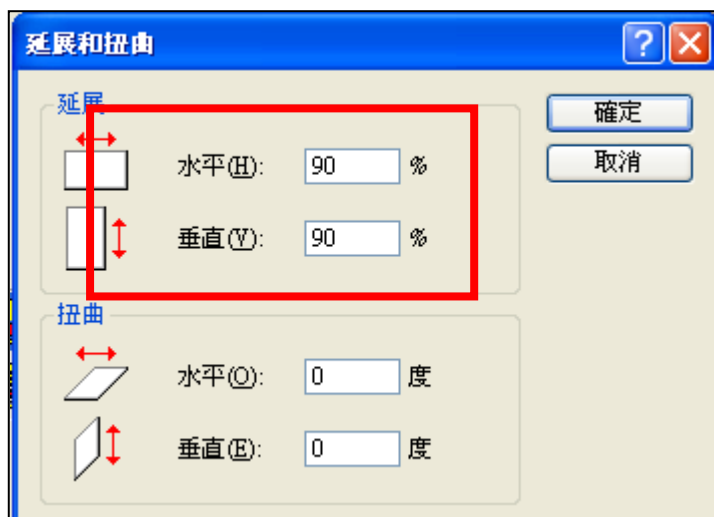 延展和扭曲
延展
確定
水平(H): 90 %
取消
垂直(V): 90 %
扭曲
水平(O): 0 度
垂直(E): 0 度